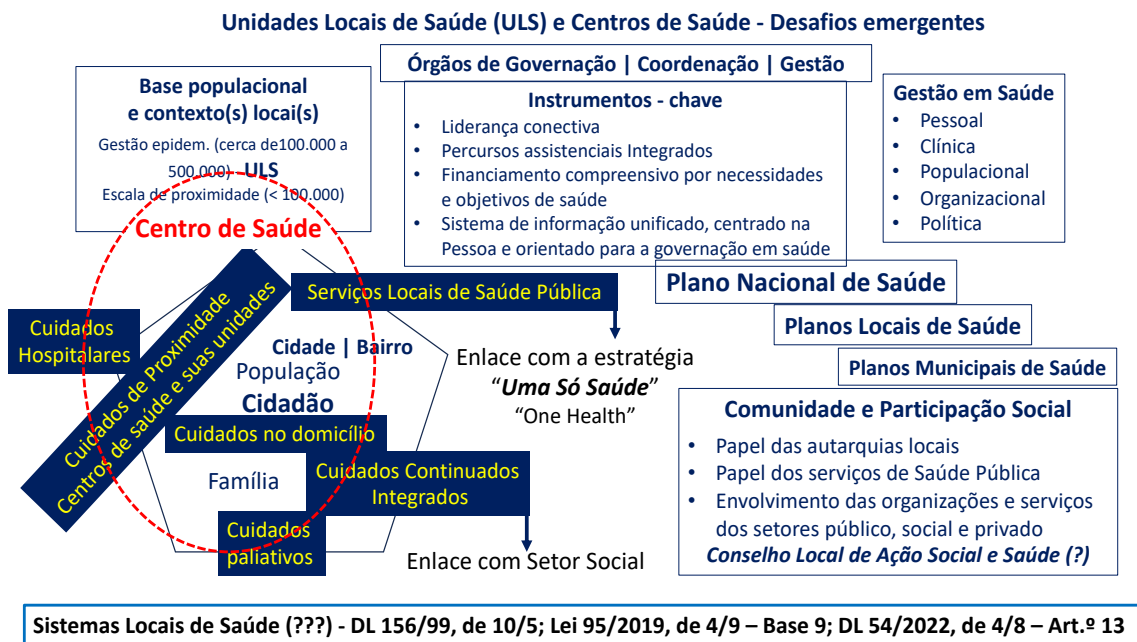 Unidades Locais de Saúde (ULS) e Centros de Saúde - Desafios emergentes
Órgãos de Governação | Coordenação | Gestão
Base populacional
e contexto(s) locai(s)
Gestão epidem. (cerca de100.000 a
500.000) - ULS
Escala de proximidade (< 100.000)
Centro de Saúde
Instrumentos - chave
• Liderança conectiva
• Percursos assistenciais Integrados
• Financiamento compreensivo por necessidades
e objetivos de saúde
• Sistema de informação unificado, centrado na
Pessoa e orientado para a governação em saúde
Gestão em Saúde
• Pessoal
• Clínica
• Populacional
• Organizacional
• Política
Plano Nacional de Saúde
Planos Locais de Saúde
Planos Municipais de Saúde
Serviços Locais de Saúde Pública
Cuidados
Hospitalares
Cuidados de Proximidade
Centros de saúde e suas unidades
Cidade | Bairro
População
Cidadão
Cuidados no domicílio
Família
Cuidados Continuados
Integrados
Cuidados
paliativos
Enlace com a estratégia
“Uma Só Saúde”
“One Health”
Enlace com Setor Social
Comunidade e Participação Social
• Papel das autarquias locais
• Papel dos serviços de Saúde Pública
• Envolvimento das organizações e serviços
dos setores público, social e privado
Conselho Local de Ação Social e Saúde (?)
Sistemas Locais de Saúde (???) - DL 156/99, de 10/5; Lei 95/2019, de 4/9 – Base 9; DL 54/2022, de 4/8 – Art.º 13